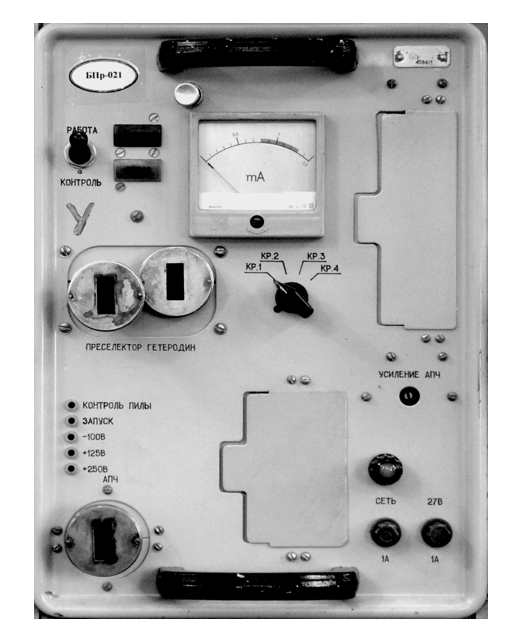 БПр-021
РАБОТА
КОНТРОЛЬ
У
mA
КР.1
КР.2
КР.3
КР.4
ПРЕСЕЛЕКТОР ГЕТЕРОДИН
УСИЛЕНИЕ АПЧ
КОНТРОЛЬ ПИЛЫ
ЗАПУСК
-100В
+125В
+250В
АПЧ
СЕТЬ 27В
1А 1А